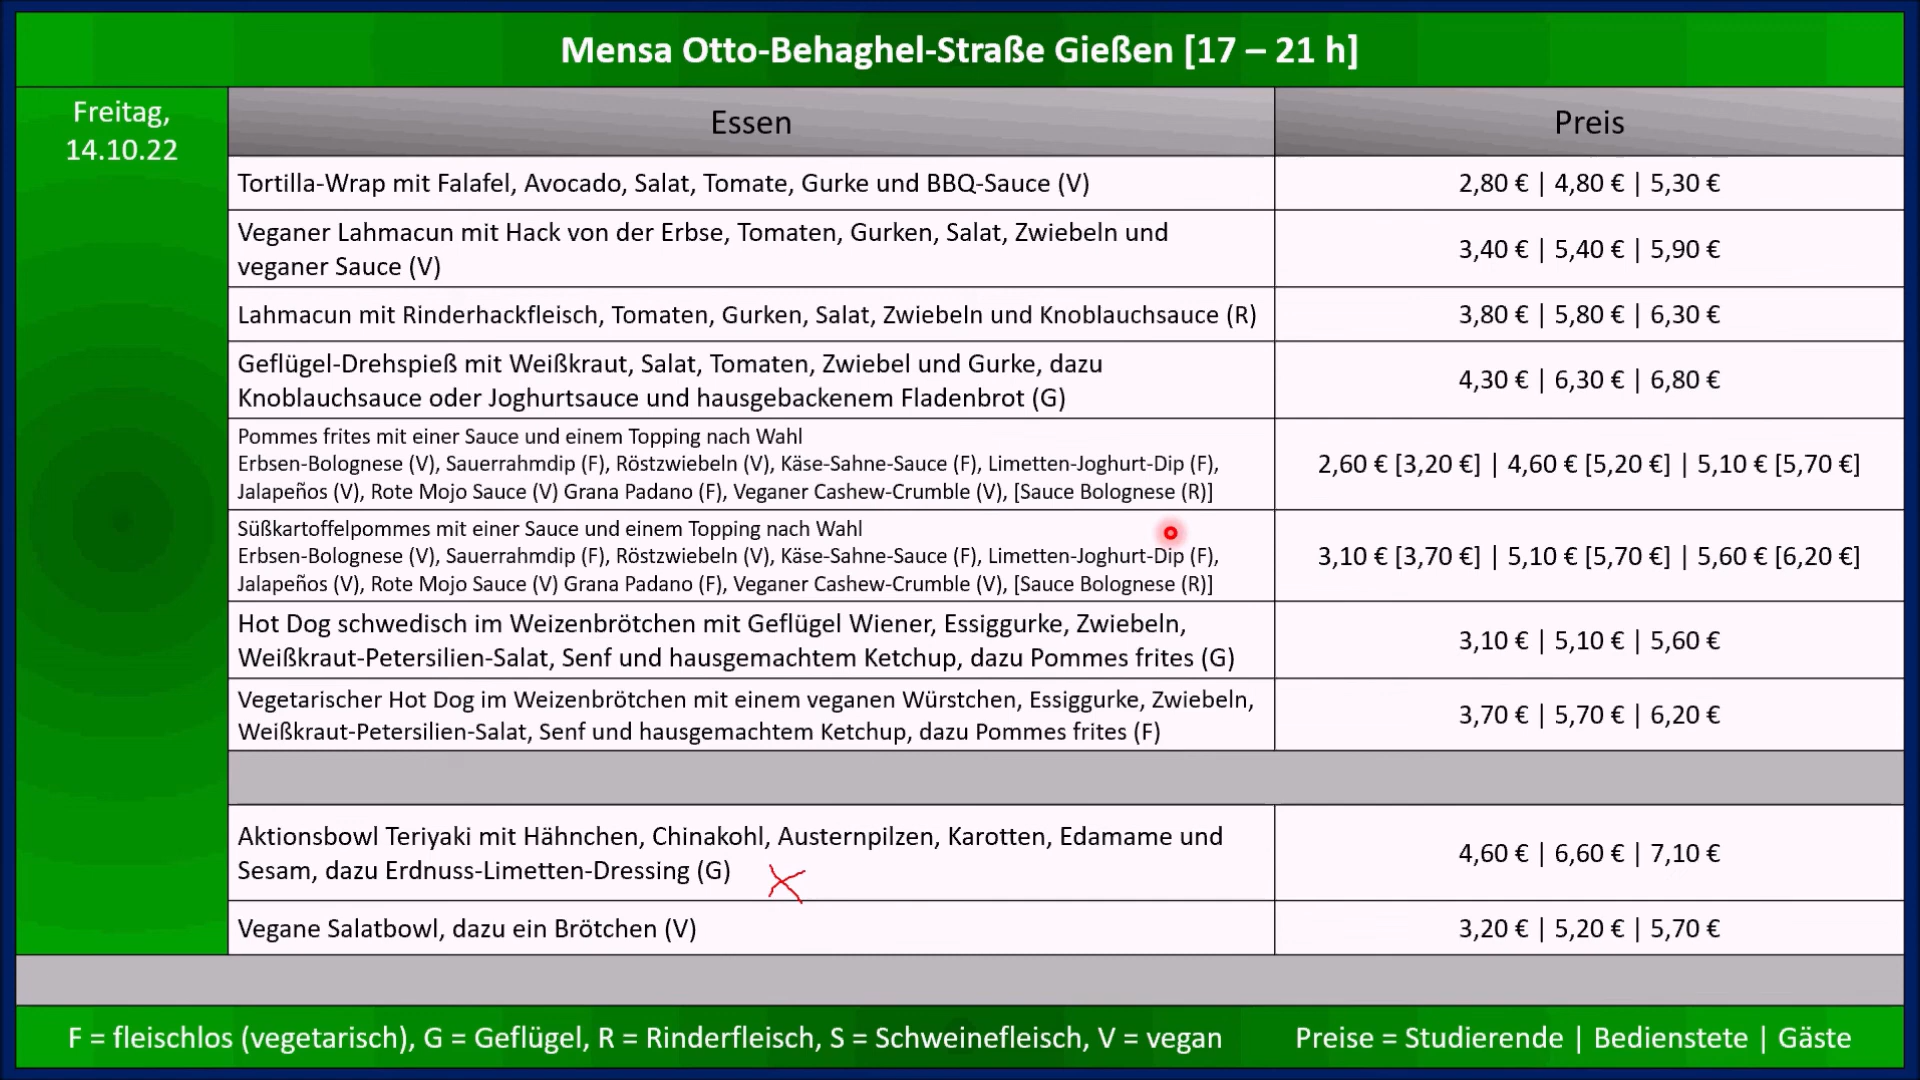 Mensa Otto-Behaghel-Straße Gießen [17 – 21 h]
Freitag,
14.10.22
Essen
Preis
Tortilla-Wrap mit Falafel, Avocado, Salat, Tomate, Gurke und BBQ-Sauce (V)
2,80 € | 4,80 € | 5,30 €
Veganer Lahmacun mit Hack von der Erbse, Tomaten, Gurken, Salat, Zwiebeln und
veganer Sauce (V)
3,40 € | 5,40 € | 5,90 €
Lahmacun mit Rinderhackfleisch, Tomaten, Gurken, Salat, Zwiebeln und Knoblauchsauce (R)
3,80 € | 5,80 € | 6,30 €
Geflügel-Drehspieß mit Weißkraut, Salat, Tomaten, Zwiebel und Gurke, dazu
Knoblauchsauce oder Joghurtsauce und hausgebackenem Fladenbrot (G)
4,30 € | 6,30 € | 6,80 €
Pommes frites mit einer Sauce und einem Topping nach Wahl
Erbsen-Bolognese (V), Sauerrahmdip (F), Röstzwiebeln (V), Käse-Sahne-Sauce (F), Limetten-Joghurt-Dip (F),
Jalapeños (V), Rote Mojo Sauce (V) Grana Padano (F), Veganer Cashew-Crumble (V), [Sauce Bolognese (R)]
2,60 € [3,20 €] | 4,60 € [5,20 €] | 5,10 € [5,70 €]
Süßkartoffelpommes mit einer Sauce und einem Topping nach Wahl
Erbsen-Bolognese (V), Sauerrahmdip (F), Röstzwiebeln (V), Käse-Sahne-Sauce (F), Limetten-Joghurt-Dip (F),
Jalapeños (V), Rote Mojo Sauce (V) Grana Padano (F), Veganer Cashew-Crumble (V), [Sauce Bolognese (R)]
3,10 € [3,70 €] | 5,10 € [5,70 €] | 5,60 € [6,20 €]
Hot Dog schwedisch im Weizenbrötchen mit Geflügel Wiener, Essiggurke, Zwiebeln,
Weißkraut-Petersilien-Salat, Senf und hausgemachtem Ketchup, dazu Pommes frites (G)
3,10 € | 5,10 € | 5,60 €
Vegetarischer Hot Dog im Weizenbrötchen mit einem veganen Würstchen, Essiggurke, Zwiebeln,
Weißkraut-Petersilien-Salat, Senf und hausgemachtem Ketchup, dazu Pommes frites (F)
3,70 € | 5,70 € | 6,20 €
Aktionsbowl Teriyaki mit Hähnchen, Chinakohl, Austernpilzen, Karotten, Edamame und
Sesam, dazu Erdnuss-Limetten-Dressing (G)
4,60 € | 6,60 € | 7,10 €
Vegane Salatbowl, dazu ein Brötchen (V)
3,20 € | 5,20 € | 5,70 €
F = fleischlos (vegetarisch), G = Geflügel, R = Rinderfleisch, S = Schweinefleisch, V = vegan
Preise = Studierende | Bedienstete | Gäste